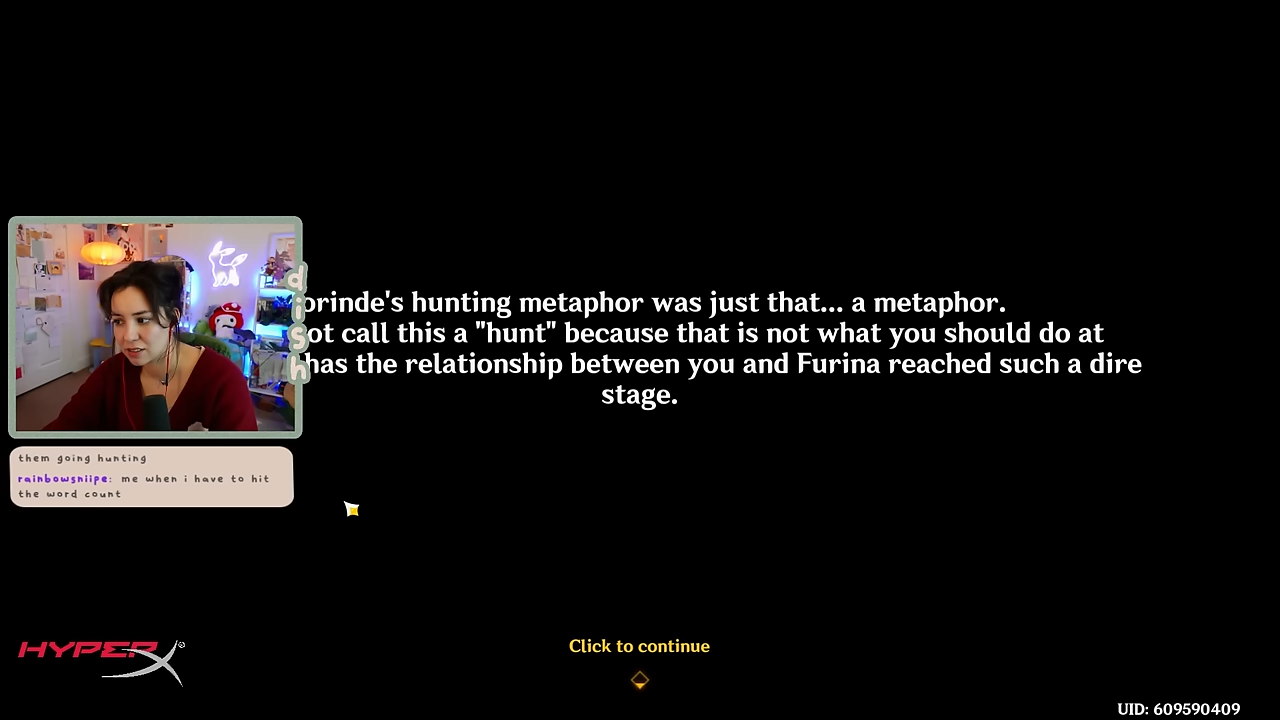 orinde's hunting metaphor was just that... a metaphor.
ot call this a "hunt" because that is not what you should do at
has the relationship between you and Furina reached such a dire
stage.
dish
them going hunting
rainbowsniipe: me when i have to hit
the word count
HYPERX
Click to continue
UID: 609590409